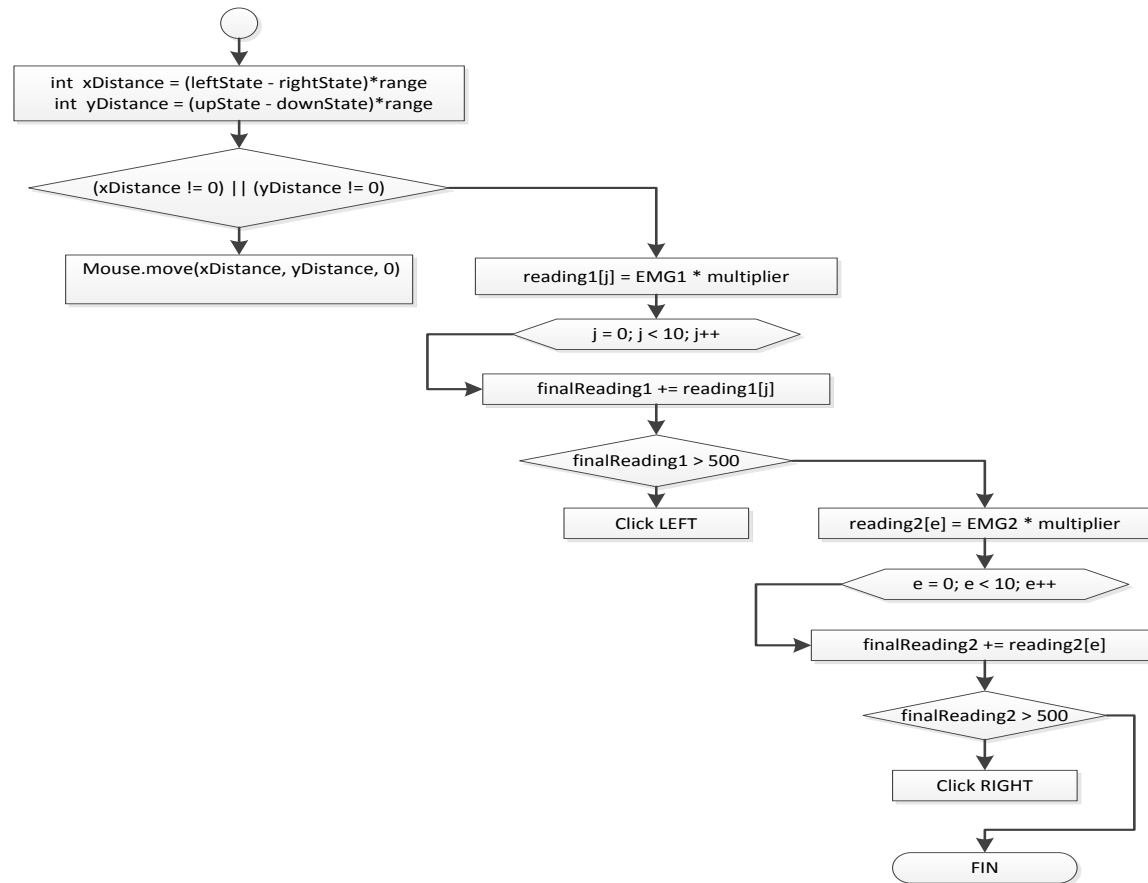 int xDistance = (leftState - rightState)*range
int yDistance = (upState - downState)*range
(xDistance != 0) || (yDistance != 0)
Mouse.move(xDistance, yDistance, 0)
reading1[j] = EMG1 * multiplier
j = 0; j < 10; j++
finalReading1 += reading1[j]
finalReading1 > 500
Click LEFT
reading2[e] = EMG2 * multiplier
e = 0; e < 10; e++
finalReading2 += reading2[e]
finalReading2 > 500
Click RIGHT
FIN